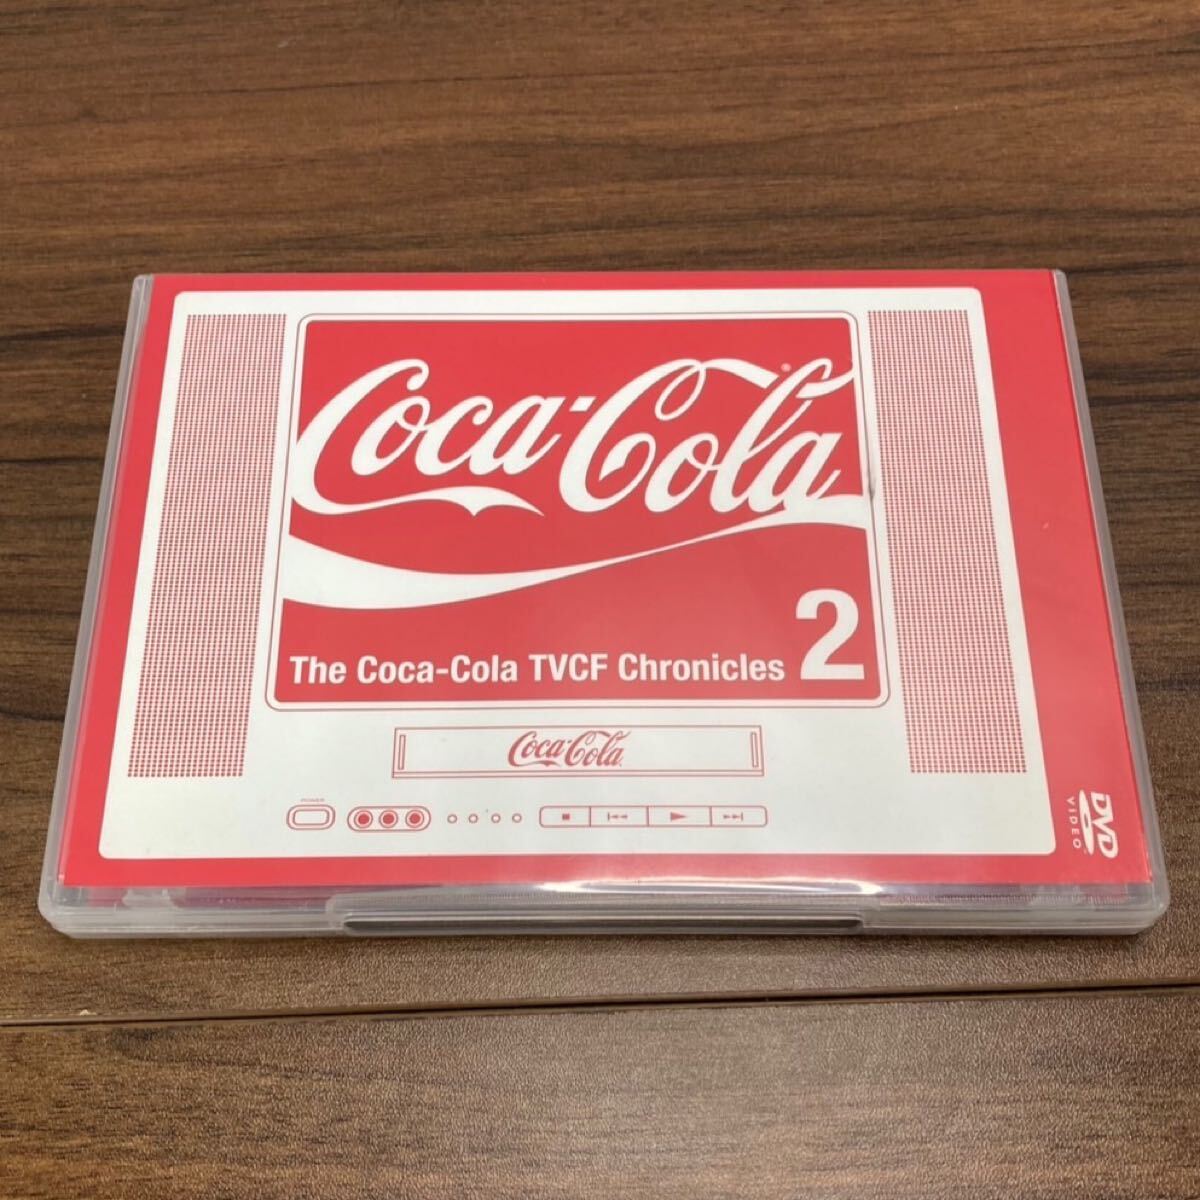 Coca-Cola®
The Coca-Cola TVCF Chronicles 2
Coca-Cola
POWER
DVD
VIDEO